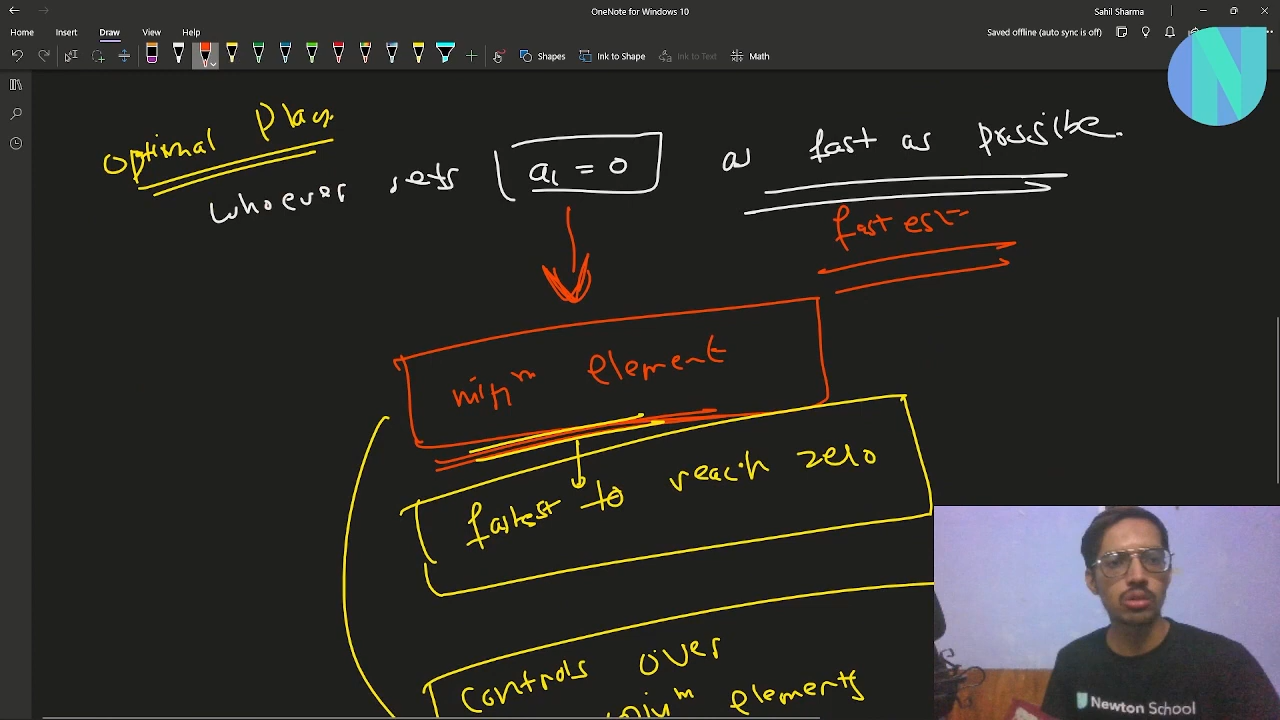 OneNote for Windows 10
Sahil Sharma
Home Insert Draw View Help
Saved offline (auto sync is off)
Shapes Ink to Shape Ink to Text Math
optimal Play.
whoever sets a1 = 0 as fast as possible.
fastest
minm element
fastest to reach zero
Controls over
minm elements
Newton School